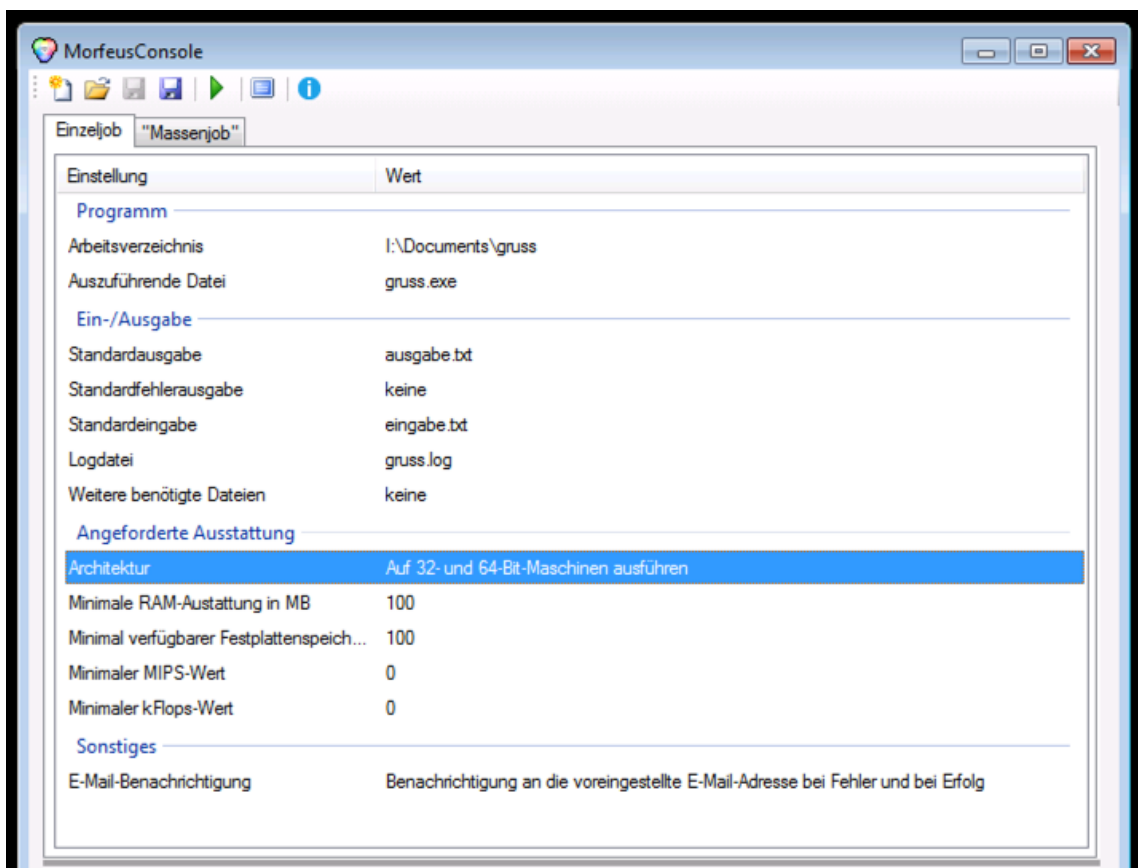 MorfeusConsole
Einzeljob "Massenjob"
Einstellung Wert
Programm
Arbeitsverzeichnis I:\Documents\gruss
Auszuführende Datei gruss.exe
Ein-/Ausgabe
Standardausgabe ausgabe.txt
Standardfehlerausgabe keine
Standardeingabe eingabe.txt
Logdatei gruss.log
Weitere benötigte Dateien keine
Angeforderte Ausstattung
Architektur Auf 32- und 64-Bit-Maschinen ausführen
Minimale RAM-Austattung in MB 100
Minimal verfügbarer Festplattenspeich... 100
Minimaler MIPS-Wert 0
Minimaler kFlops-Wert 0
Sonstiges
E-Mail-Benachrichtigung Benachrichtigung an die voreingestellte E-Mail-Adresse bei Fehler und bei Erfolg